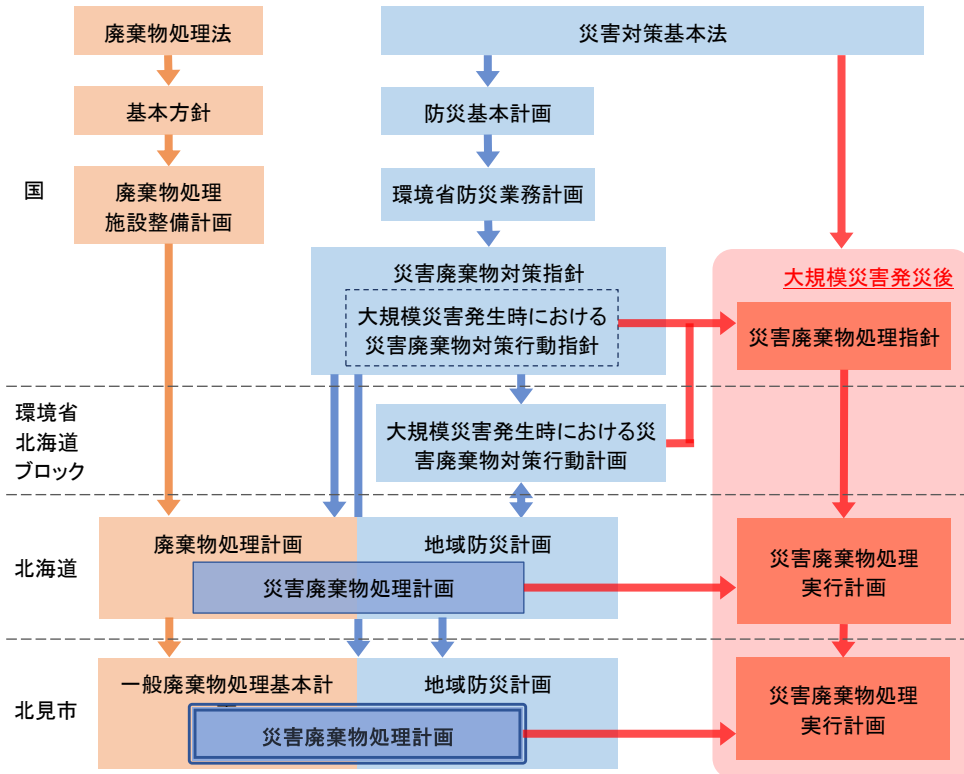 廃棄物処理法
災害対策基本法
基本方針
防災基本計画
国
廃棄物処理
施設整備計画
環境省防災業務計画
災害廃棄物対策指針
大規模災害発生時における
災害廃棄物対策行動指針
大規模災害発災後
災害廃棄物処理指針
環境省
北海道
ブロック
大規模災害発生時における災
害廃棄物対策行動計画
北海道
廃棄物処理計画
地域防災計画
災害廃棄物処理計画
災害廃棄物処理
実行計画
北見市
一般廃棄物処理基本計
地域防災計画
災害廃棄物処理計画
災害廃棄物処理
実行計画